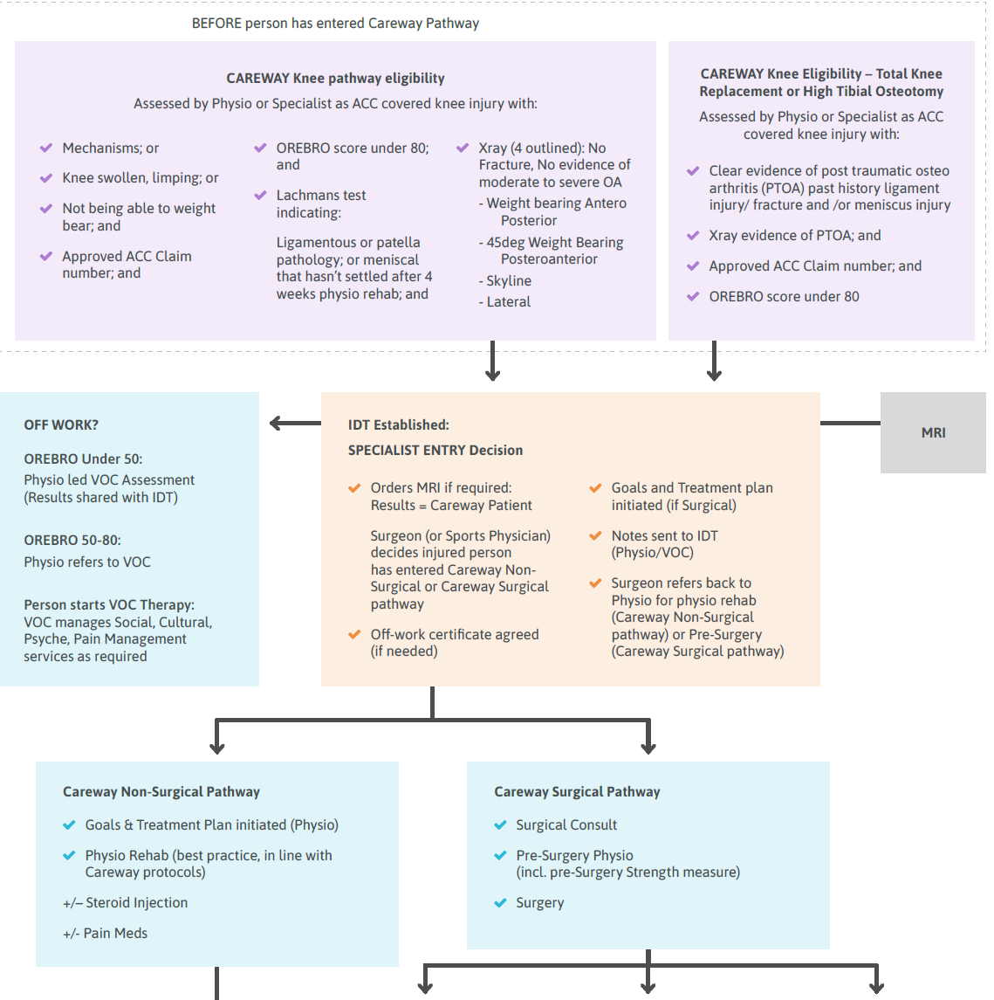 BEFORE person has entered Careway Pathway
CAREWAY Knee pathway eligibility
Assessed by Physio or Specialist as ACC covered knee injury with:
Mechanisms; or
Knee swollen, limping; or
Not being able to weight
bear; and
Approved ACC Claim
number; and
OREBRO score under 80;
and
Lachmans test
indicating:
Ligamentous or patella
pathology; or meniscal
that hasn't settled after 4
weeks physio rehab; and
Xray (4 outlined): No
Fracture, No evidence of
moderate to severe OA
- Weight bearing Antero
Posterior
- 45deg Weight Bearing
Posteroanterior
- Skyline
- Lateral
CAREWAY Knee Eligibility – Total Knee
Replacement or High Tibial Osteotomy
Assessed by Physio or Specialist as ACC
covered knee injury with:
Clear evidence of post traumatic osteo
arthritis (PTOA) past history ligament
injury/ fracture and /or meniscus injury
Xray evidence of PTOA; and
Approved ACC Claim number; and
OREBRO score under 80
OFF WORK?
OREBRO Under 50:
Physio led VOC Assessment
(Results shared with IDT)
OREBRO 50-80:
Physio refers to VOC
Person starts VOC Therapy:
VOC manages Social, Cultural,
Psyche, Pain Management
services as required
IDT Established:
SPECIALIST ENTRY Decision
Orders MRI if required:
Results = Careway Patient
Surgeon (or Sports Physician)
decides injured person
has entered Careway Non-
Surgical or Careway Surgical
pathway
Off-work certificate agreed
(if needed)
Goals and Treatment plan
initiated (if Surgical)
Notes sent to IDT
(Physio/VOC)
Surgeon refers back to
Physio for physio rehab
(Careway Non-Surgical
pathway) or Pre-Surgery
(Careway Surgical pathway)
MRI
Careway Non-Surgical Pathway
Goals & Treatment Plan initiated (Physio)
Physio Rehab (best practice, in line with
Careway protocols)
+/– Steroid Injection
+/- Pain Meds
Careway Surgical Pathway
Surgical Consult
Pre-Surgery Physio
(incl. pre-Surgery Strength measure)
Surgery